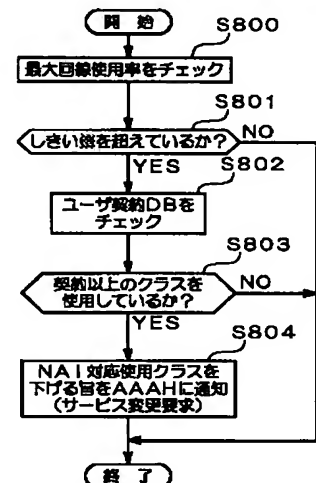 開始
S800
最大回線使用率をチェック
S801
しきい値を超えているか?
NO
YES
S802
ユーザ契約DBを
チェック
S803
契約以上のクラスを
使用しているか?
NO
YES
S804
NAI対応使用クラスを
下げる旨をAAAHに通知
(サービス変更要求)
終了